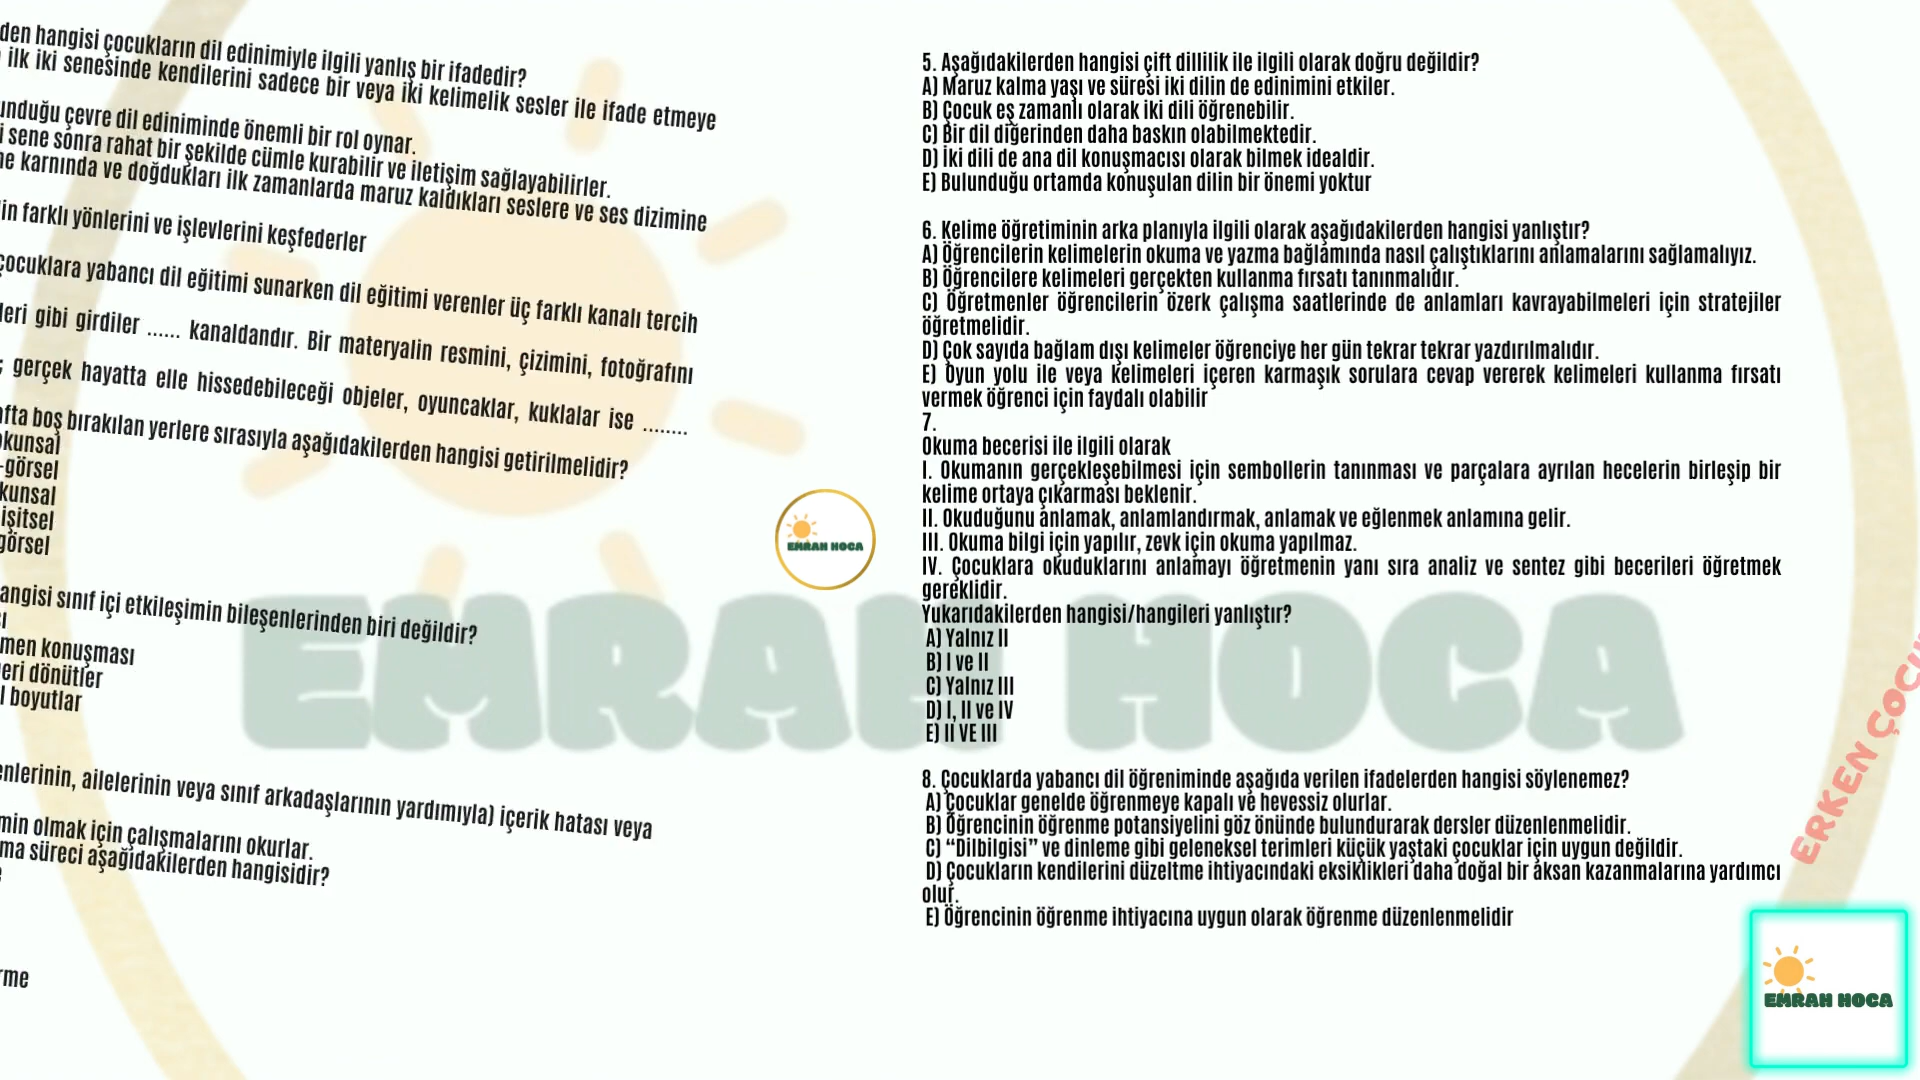 den hangisi çocukların dil edinimiyle ilgili yanlış bir ifadedir?
ilk iki senesinde kendilerini sadece bir veya iki kelimelik sesler ile ifade etmeye
çevre dil ediniminde önemli bir rol oynar.
sene sonra rahat bir şekilde cümle kurabilir ve iletişim sağlayabilirler.
karnında ve doğdukları ilk zamanlarda maruz kaldıkları seslere ve ses dizimine
farklı yönlerini ve işlevlerini keşfederler
çocuklara yabancı dil eğitimi sunarken dil eğitimi verenler üç farklı kanalı tercih
leri gibi girdiler ...... kanaldandır. Bir materyalin resmini, çizimini, fotoğrafını
gerçek hayatta elle hissedebileceği objeler, oyuncaklar, kuklalar ise ........
boş bırakılan yerlere sırasıyla aşağıdakilerden hangisi getirilmelidir?
-görsel
işitsel
görsel
sınıf içi etkileşimin bileşenlerinden biri değildir?
men konuşması
dönütler
boyutlar
ailelerinin veya sınıf arkadaşlarının yardımıyla) içerik hatası veya
olmak için çalışmalarını okurlar.
süreci aşağıdakilerden hangisidir?
rme
5. Aşağıdakilerden hangisi çift dillilik ile ilgili olarak doğru değildir?
A) Maruz kalma yaşı ve süresi iki dilin de edinimini etkiler.
B) Çocuk eş zamanlı olarak iki dili öğrenebilir.
C) Bir dil diğerinden daha baskın olabilmektedir.
D) İki dili de ana dil konuşmacısı olarak bilmek idealdir.
E) Bulunduğu ortamda konuşulan dilin bir önemi yoktur
6. Kelime öğretiminin arka planıyla ilgili olarak aşağıdakilerden hangisi yanlıştır?
A) Öğrencilerin kelimelerin okuma ve yazma bağlamında nasıl çalıştıklarını anlamalarını sağlamalıyız.
B) Öğrencilere kelimeleri gerçekten kullanma fırsatı tanınmalıdır.
C) Öğretmenler öğrencilerin özerk çalışma saatlerinde de anlamları kavrayabilmeleri için stratejiler
öğretmelidir.
D) Çok sayıda bağlam dışı kelimeler öğrenciye her gün tekrar tekrar yazdırılmalıdır.
E) Oyun yolu ile veya kelimeleri içeren karmaşık sorulara cevap vererek kelimeleri kullanma fırsatı
vermek öğrenci için faydalı olabilir
7.
Okuma becerisi ile ilgili olarak
I. Okumanın gerçekleşebilmesi için sembollerin tanınması ve parçalara ayrılan hecelerin birleşip bir
kelime ortaya çıkarması beklenir.
II. Okuduğunu anlamak, anlamlandırmak, anlamak ve eğlenmek anlamına gelir.
III. Okuma bilgi için yapılır, zevk için okuma yapılmaz.
IV. Çocuklara okuduklarını anlamayı öğretmenin yanı sıra analiz ve sentez gibi becerileri öğretmek
gereklidir.
Yukarıdakilerden hangisi/hangileri yanlıştır?
A) Yalnız II
B) I ve II
C) Yalnız III
D) I, II ve IV
E) II VE III
8. Çocuklarda yabancı dil öğreniminde aşağıda verilen ifadelerden hangisi söylenemez?
A) Çocuklar genelde öğrenmeye kapalı ve hevessiz olurlar.
B) Öğrencinin öğrenme potansiyelini göz önünde bulundurarak dersler düzenlenmelidir.
C) “Dilbilgisi” ve dinleme gibi geleneksel terimleri küçük yaştaki çocuklar için uygun değildir.
D) Çocukların kendilerini düzeltme ihtiyacındaki eksiklikleri daha doğal bir aksan kazanmalarına yardımcı
olur.
E) Öğrencinin öğrenme ihtiyacına uygun olarak öğrenme düzenlenmelidir
EMRAH HOCA
EMRAH HOCA
ERKEN
EMRAH HOCA